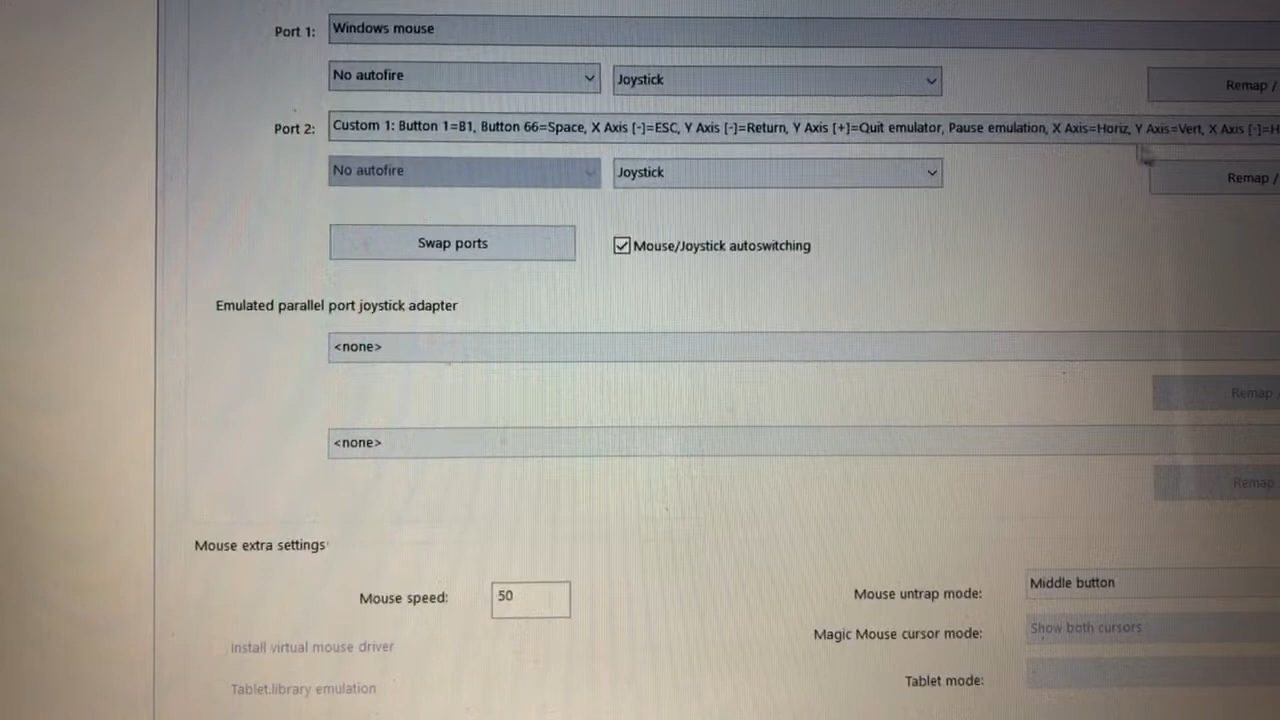 Port 1:
Windows mouse
No autofire
Joystick
Remap /
Port 2:
Custom 1: Button 1=B1, Button 66=Space, X Axis [-]=ESC, Y Axis [-]=Return, Y Axis [+]=Quit emulator, Pause emulation, X Axis=Horiz, Y Axis=Vert, X Axis [-]=H
No autofire
Joystick
Remap /
Swap ports
Mouse/Joystick autoswitching
Emulated parallel port joystick adapter
<none>
Remap
<none>
Remap
Mouse extra settings
Mouse speed:
50
Mouse untrap mode:
Middle button
Magic Mouse cursor mode:
Show both cursors
Install virtual mouse driver
Tablet.library emulation
Tablet mode: